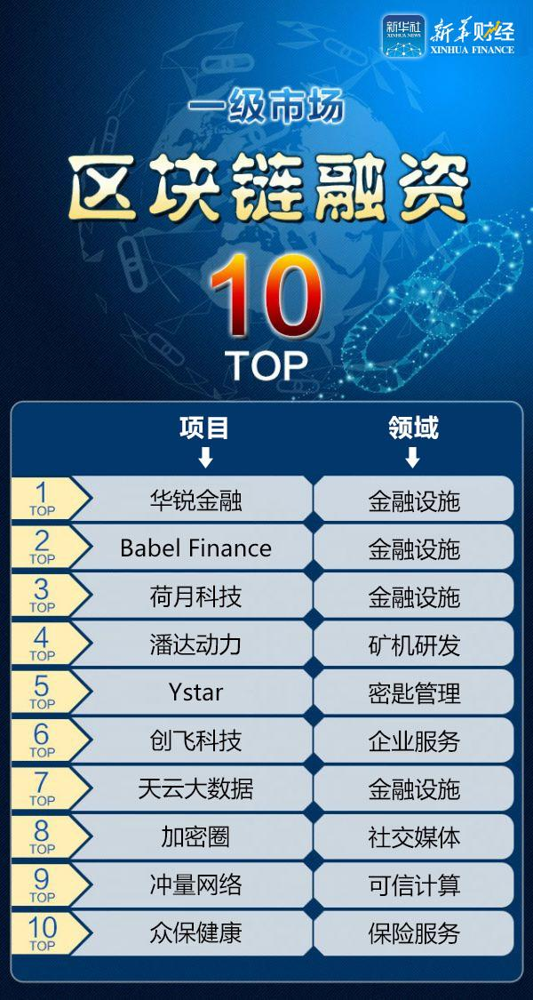 新华社
XINHUA NEWS
新华财经
XINHUA FINANCE
一级市场
区块链融资
10
TOP
项目 领域
1 TOP 华锐金融 金融设施
2 TOP Babel Finance 金融设施
3 TOP 荷月科技 金融设施
4 TOP 潘达动力 矿机研发
5 TOP Ystar 密匙管理
6 TOP 创飞科技 企业服务
7 TOP 天云大数据 金融设施
8 TOP 加密圈 社交媒体
9 TOP 冲量网络 可信计算
10 TOP 众保健康 保险服务